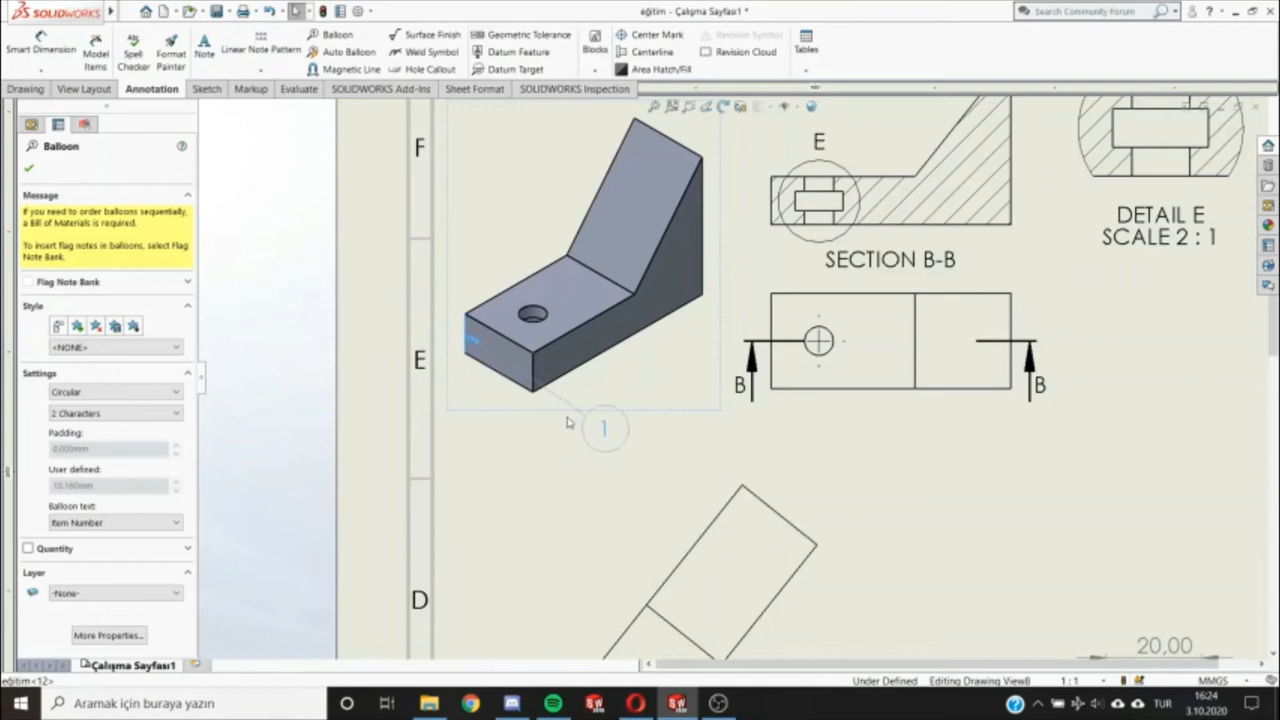 SOLIDWORKS
eğitim - Çalışma Sayfası1 *
Search Community Forum
Smart Dimension
Model Items
Spell Checker
Format Painter
Note
Linear Note Pattern
Balloon
Auto Balloon
Magnetic Line
Surface Finish
Weld Symbol
Hole Callout
Geometric Tolerance
Datum Feature
Datum Target
Blocks
Center Mark
Centerline
Area Hatch/Fill
Revision Symbol
Revision Cloud
Tables
Drawing
View Layout
Annotation
Sketch
Markup
Evaluate
SOLIDWORKS Add-Ins
Sheet Format
SOLIDWORKS Inspection
Balloon
Message
If you need to order balloons sequentially,
a Bill of Materials is required.
To insert flag notes in balloons, select Flag
Note Bank.
Flag Note Bank
Style
<NONE>
Settings
Circular
2 Characters
Padding:
0.000mm
User defined:
10.160mm
Balloon text:
Item Number
Quantity
Layer
-None-
More Properties...
F
E
D
1
E
SECTION B-B
DETAIL E
SCALE 2 : 1
B
B
20,00
Çalışma Sayfası1
eğitim<12>
Under Defined
Editing Drawing View8
1 : 1
MMGS
Aramak için buraya yazın
TUR
16:24
3.10.2020